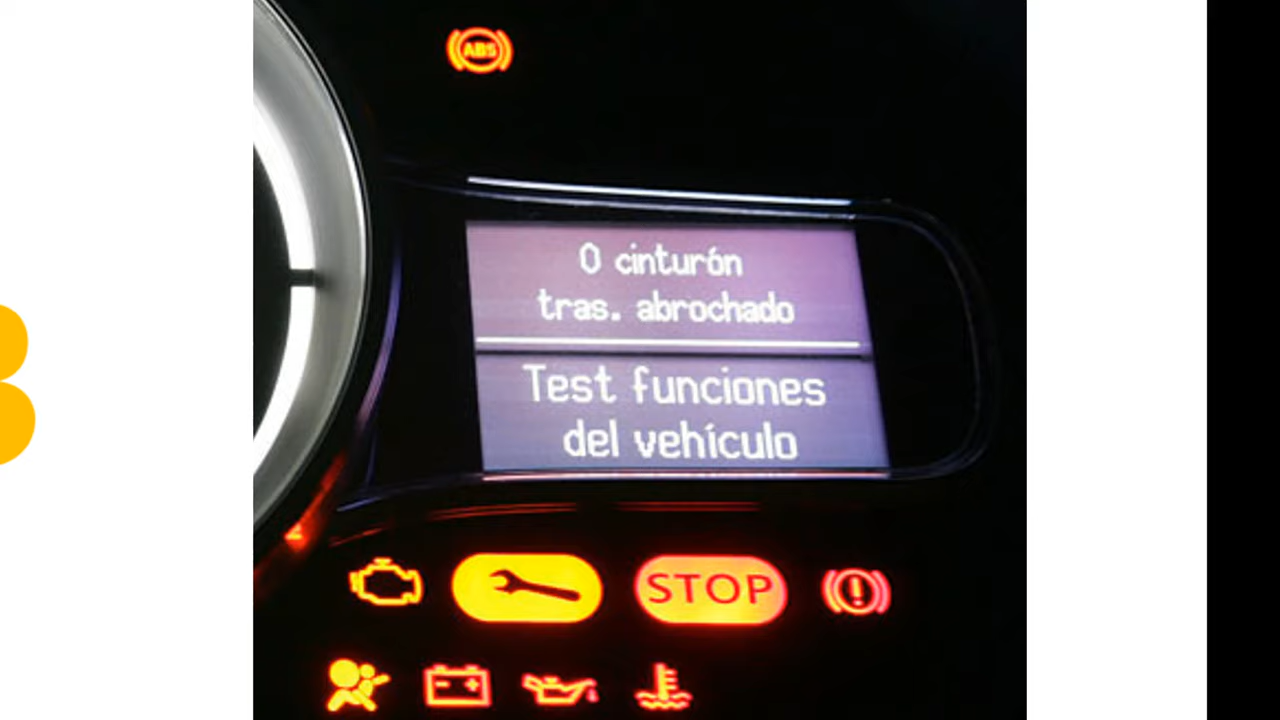 ABS
0 cinturón
tras. abrochado
Test funciones
del vehículo
STOP